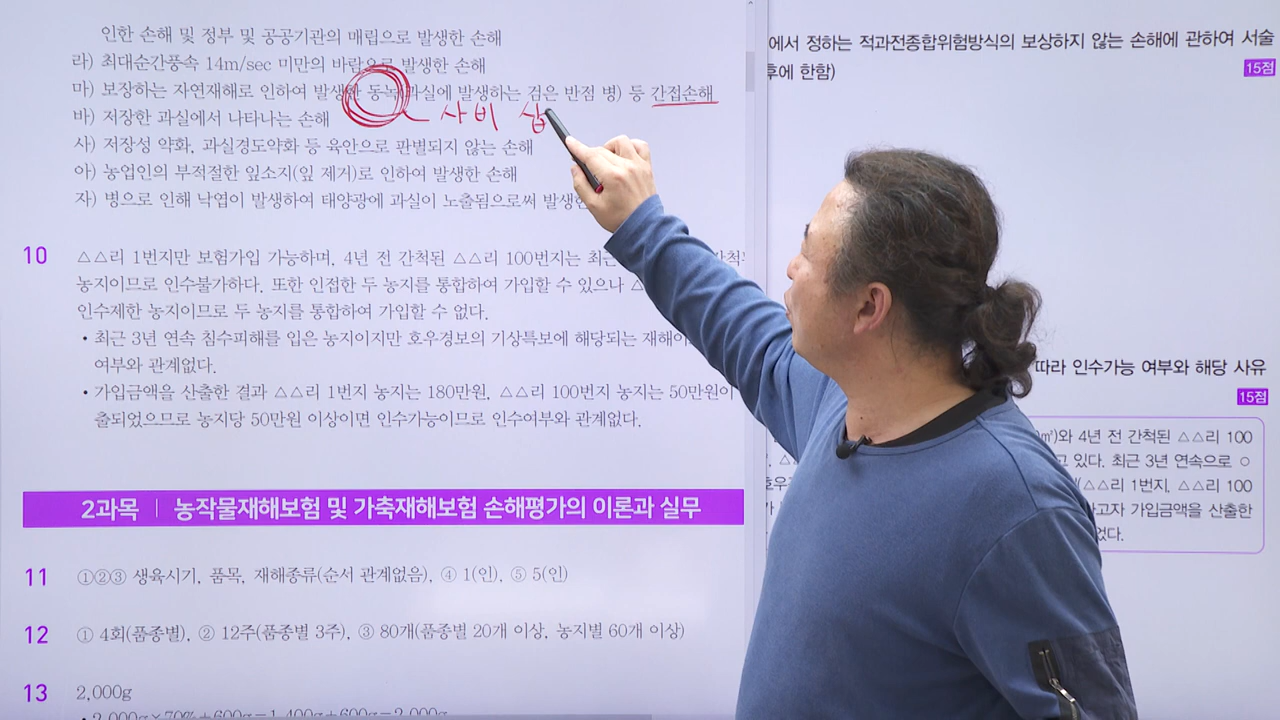 인한 손해 및 정부 및 공공기관의 매립으로 발생한 손해
라) 최대순간풍속 14m/sec 미만의 바람으로 발생한 손해
마) 보장하는 자연재해로 인하여 발생한 동녹(과실에 발생하는 검은 반점 병) 등 간접손해
사비 삽
바) 저장한 과실에서 나타나는 손해
사) 저장성 약화, 과실경도약화 등 육안으로 판별되지 않는 손해
아) 농업인의 부적절한 잎소지(잎 제거)로 인하여 발생한 손해
자) 병으로 인해 낙엽이 발생하여 태양광에 과실이 노출됨으로써 발생한
10 △△리 1번지만 보험가입 가능하며, 4년 전 간척된 △△리 100번지는 최근 간척
농지이므로 인수불가하다. 또한 인접한 두 농지를 통합하여 가입할 수 있으나 △
인수제한 농지이므로 두 농지를 통합하여 가입할 수 없다.
• 최근 3년 연속 침수피해를 입은 농지이지만 호우경보의 기상특보에 해당되는 재해이
여부와 관계없다.
• 가입금액을 산출한 결과 △△리 1번지 농지는 180만원, △△리 100번지 농지는 50만원이
출되었으므로 농지당 50만원 이상이면 인수가능이므로 인수여부와 관계없다.
2과목 | 농작물재해보험 및 가축재해보험 손해평가의 이론과 실무
11 ①②③ 생육시기, 품목, 재해종류(순서 관계없음), ④ 1(인), ⑤ 5(인)
12 ① 4회(품종별), ② 12주(품종별 3주), ③ 80개(품종별 20개 이상, 농지별 60개 이상)
13 2,000g
• 2,000g×70%+600g=1,400g+600g=2,000g
에서 정하는 적과전종합위험방식의 보상하지 않는 손해에 관하여 서술
후에 한함)
15점
따라 인수가능 여부와 해당 사유
15점
㎡)와 4년 전 간척된 △△리 100
고 있다. 최근 3년 연속으로 ○
(△△리 1번지, △△리 100
하고자 가입금액을 산출한
었다.